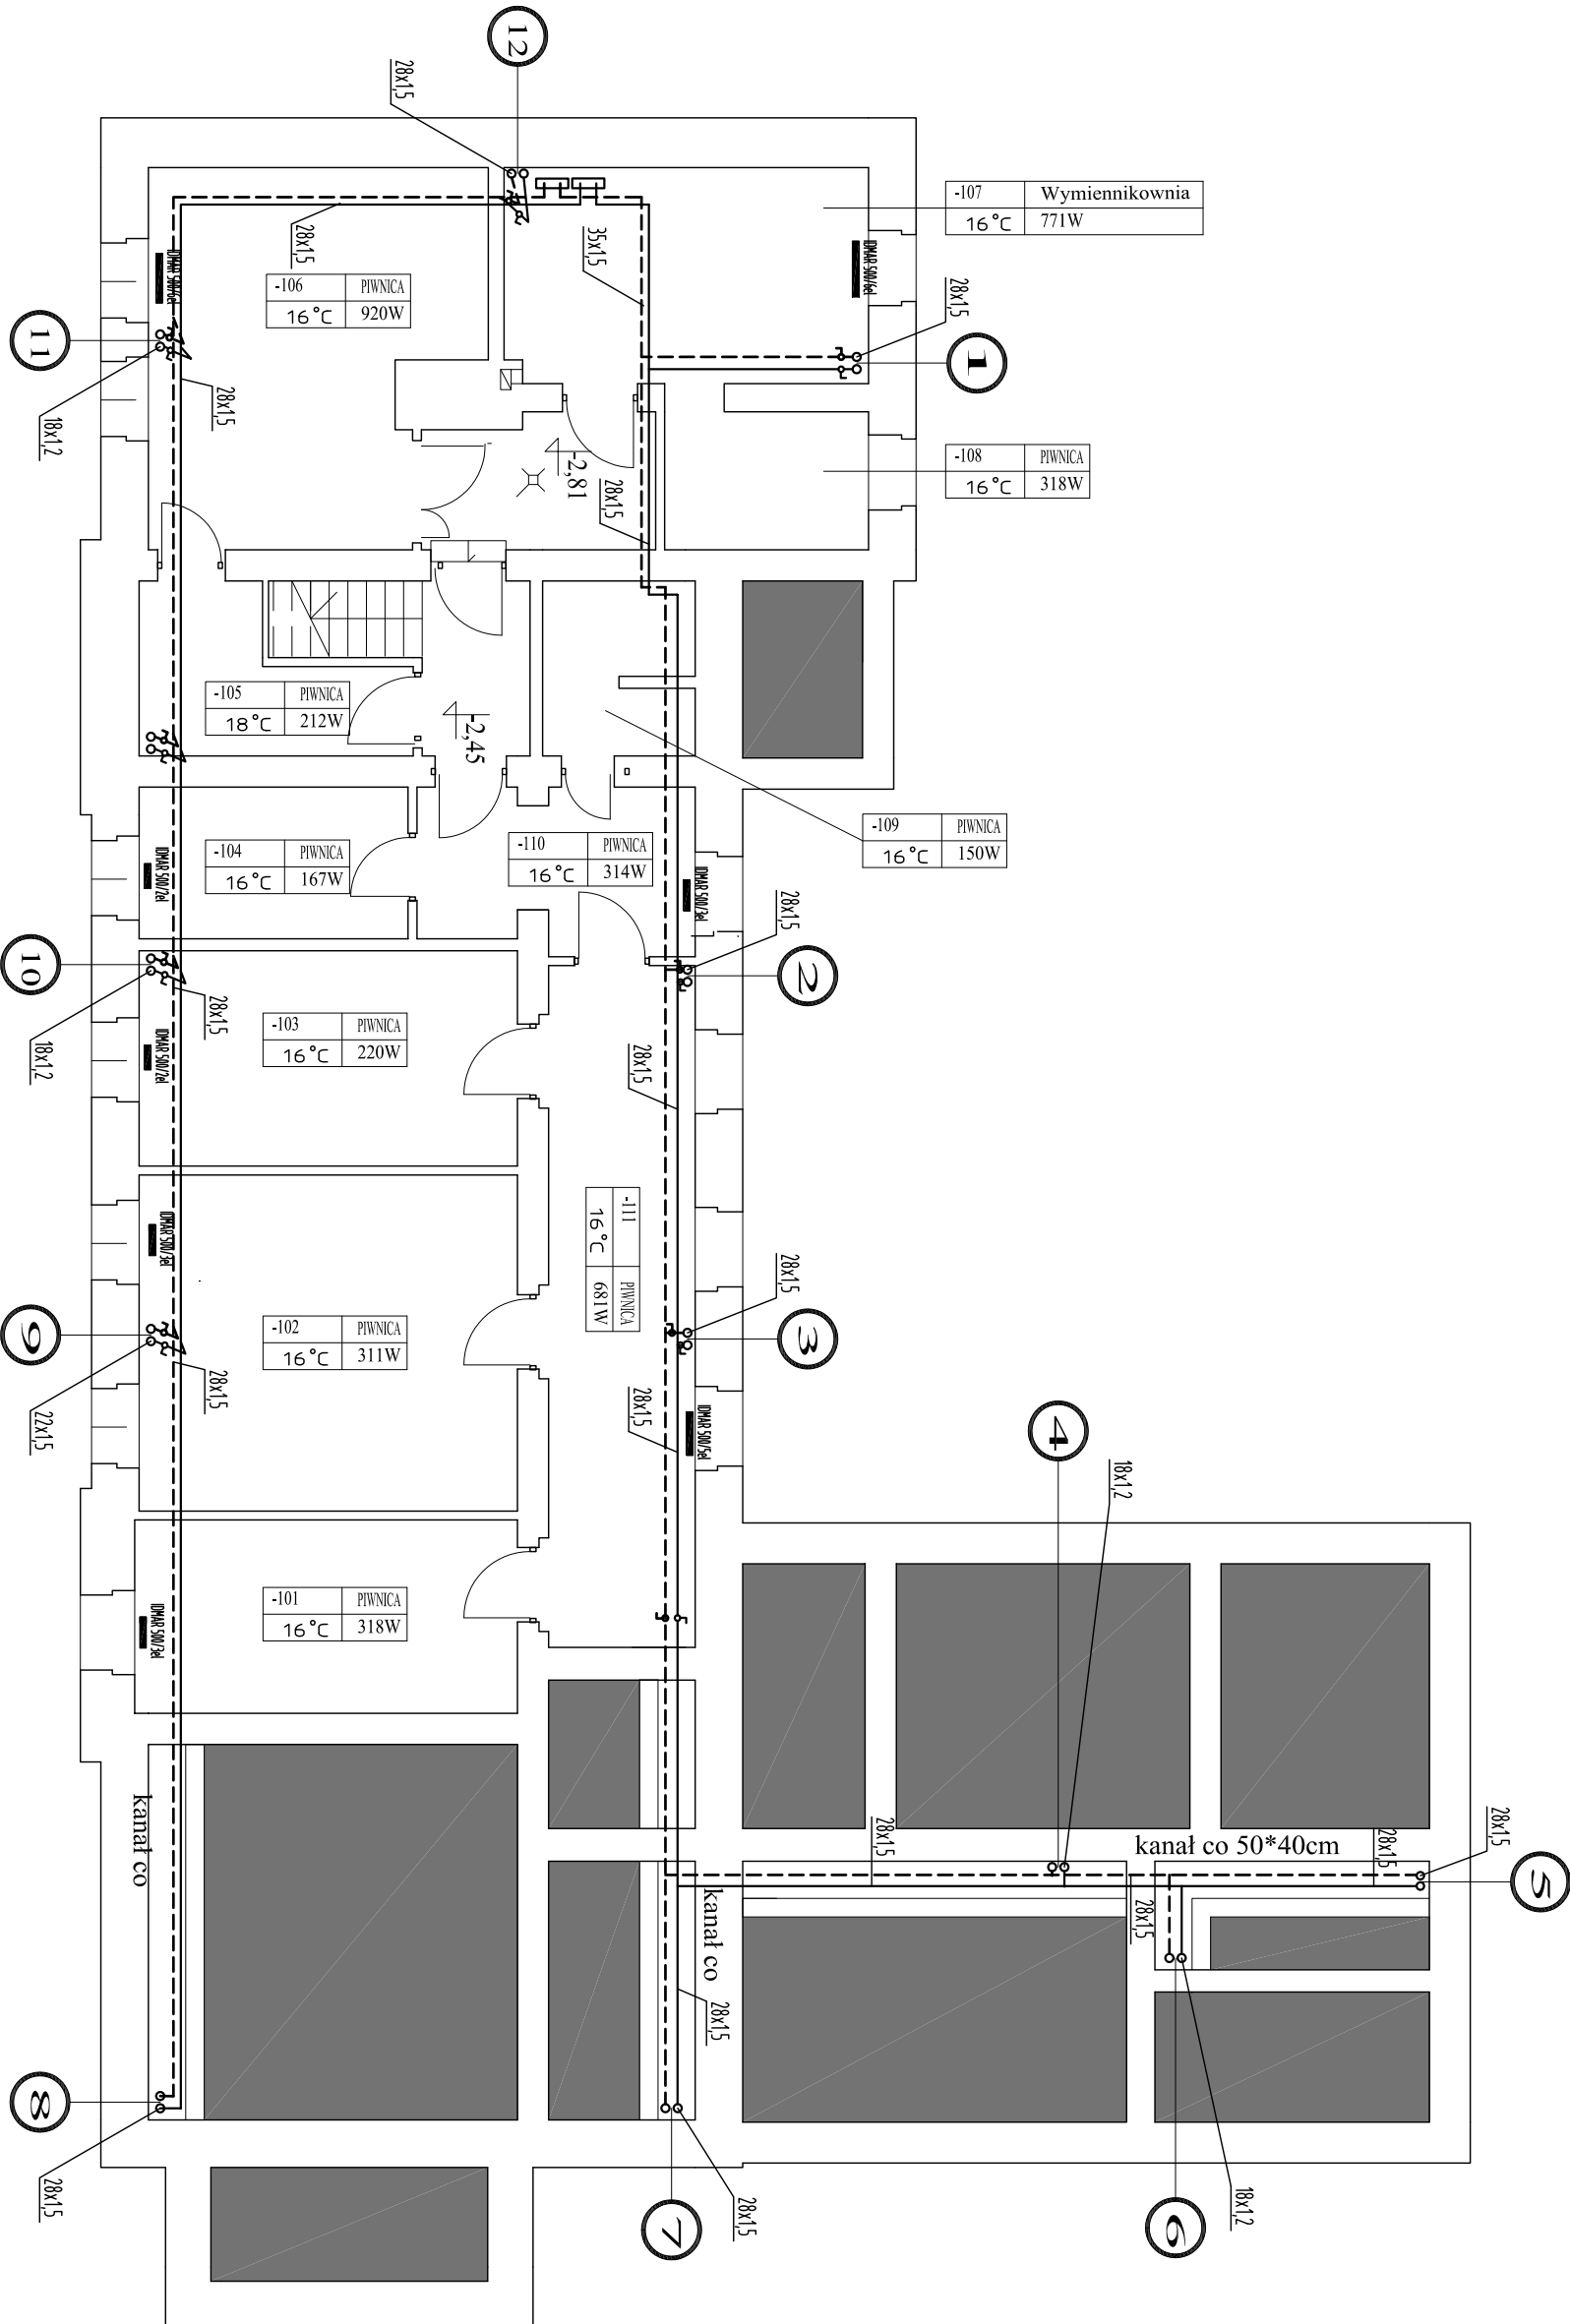 12
28x1,5
-107 Wymiennikownia
16°C 771W
IDMAR 500/6el
28x1,5
1
35x1,5
28x1,5
-106 PIWNICA
16°C 920W
IDMAR 500/6el
11
18x1,2
28x1,5
-2,81
28x1,5
-108 PIWNICA
16°C 318W
-105 PIWNICA
18°C 212W
-2,45
-109 PIWNICA
16°C 150W
-104 PIWNICA
16°C 167W
IDMAR 500/2el
-110 PIWNICA
16°C 314W
IDMAR 500/3el
28x1,5
2
10
18x1,2
28x1,5
IDMAR 500/2el
-103 PIWNICA
16°C 220W
28x1,5
-111 PIWNICA
16°C 681W
28x1,5
3
IDMAR 500/3el
-102 PIWNICA
16°C 311W
9
22x1,5
28x1,5
28x1,5
IDMAR 500/5el
4
18x1,2
-101 PIWNICA
16°C 318W
IDMAR 500/3el
kanał co
28x1,5
kanał co 50*40cm
28x1,5
28x1,5
5
28x1,5
kanał co
28x1,5
8
28x1,5
7
28x1,5
6
18x1,2